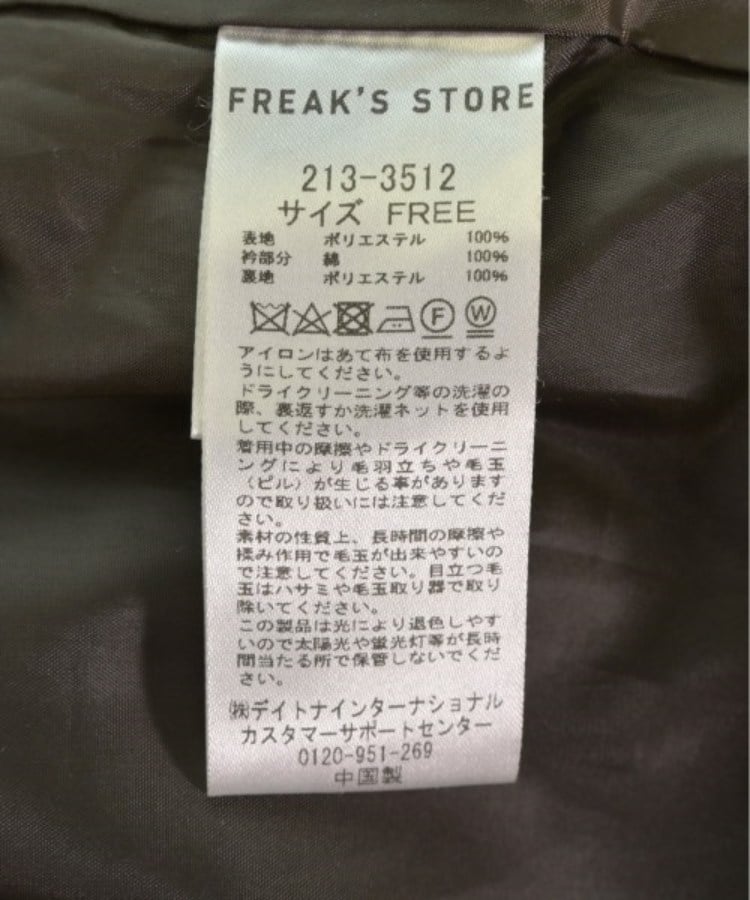 FREAK'S STORE
213-3512
サイズ FREE
表地 ポリエステル 100%
衿部分 綿 100%
裏地 ポリエステル 100%
F W
アイロンはあて布を使用するよ
うにしてください。
ドライクリーニング等の洗濯の
際、裏返すか洗濯ネットを使用
してください。
着用中の摩擦やドライクリーニ
ングにより毛羽立ちや毛玉
（ピル）が生じる事があります
ので取り扱いには注意してくだ
さい。
素材の性質上、長時間の摩擦や
揉み作用で毛玉が出来やすいの
で注意してください。目立つ毛
玉はハサミや毛玉取り器で取り
除いてください。
この製品は光により退色しやす
いので太陽光や蛍光灯等が長時
間当たる所で保管しないでくだ
さい。
㈱デイトナインターナショナル
カスタマーサポートセンター
0120-951-269
中国製